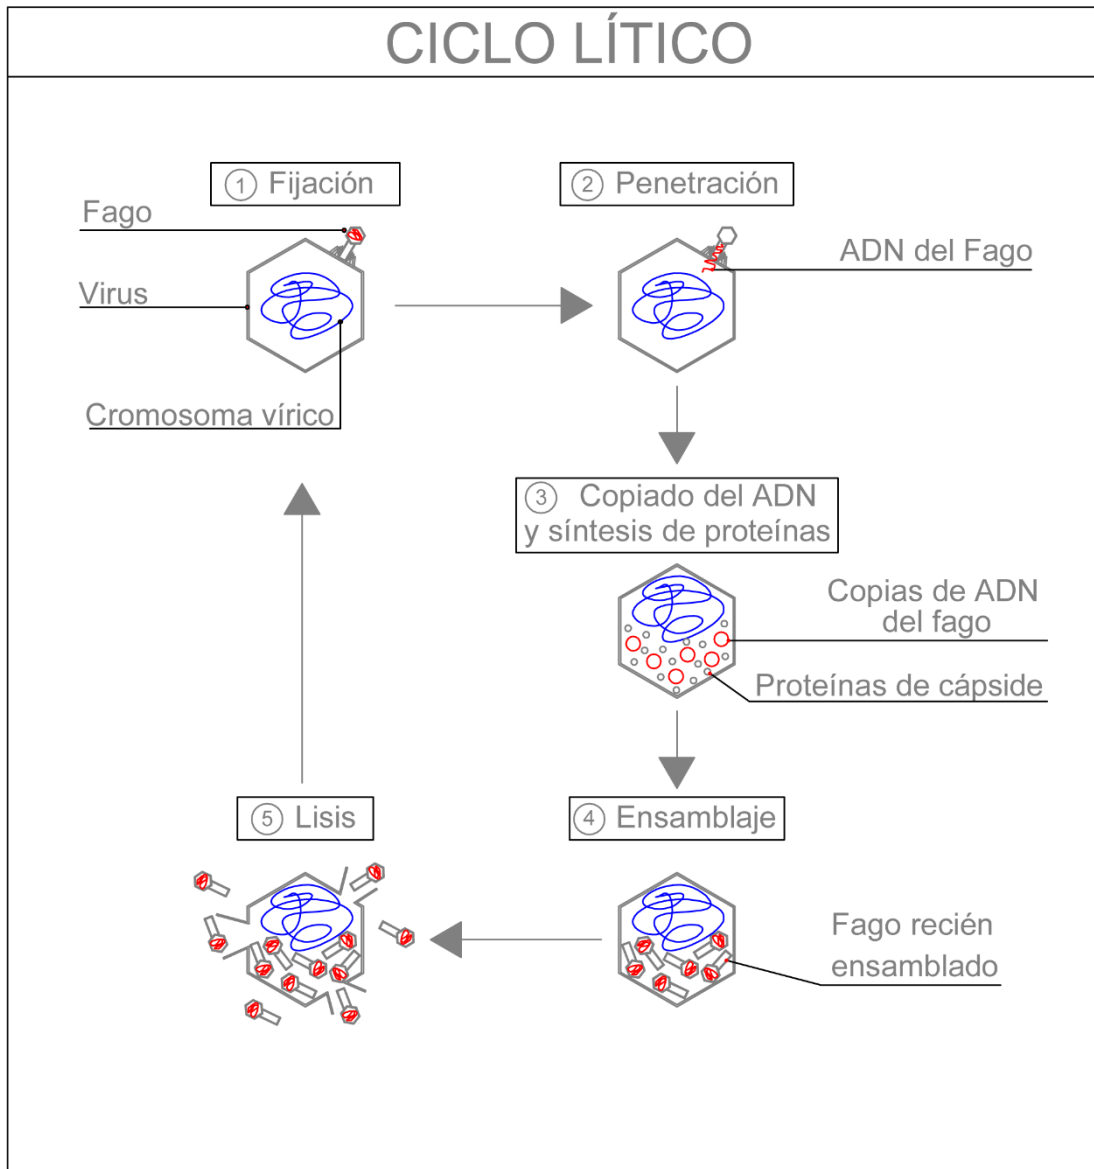 CICLO LÍTICO
1 Fijación
2 Penetración
Fago
ADN del Fago
Virus
Cromosoma vírico
3 Copiado del ADN
y síntesis de proteínas
Copias de ADN
del fago
Proteínas de cápside
5 Lisis
4 Ensamblaje
Fago recién
ensamblado